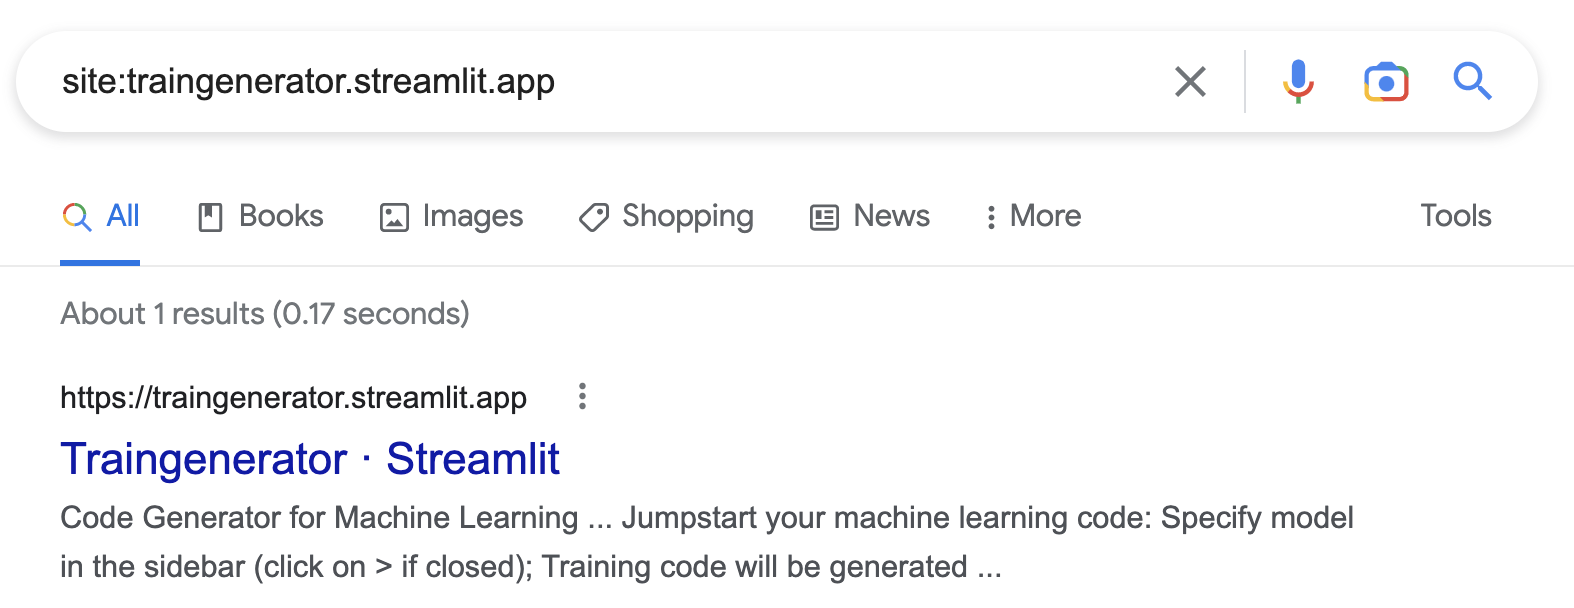 site:traingenerator.streamlit.app
All Books Images Shopping News More Tools
About 1 results (0.17 seconds)
https://traingenerator.streamlit.app
Traingenerator · Streamlit
Code Generator for Machine Learning ... Jumpstart your machine learning code: Specify model
in the sidebar (click on > if closed); Training code will be generated ...